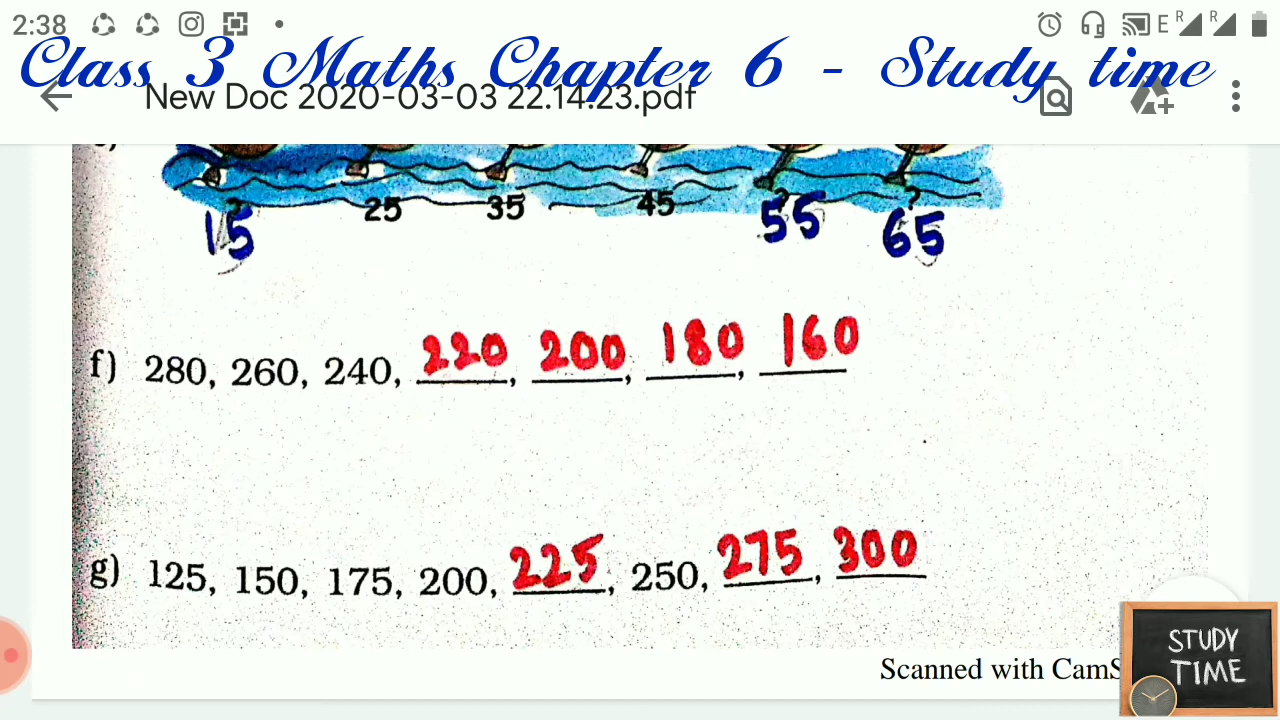 2:38 E R R
Class 3 Maths Chapter 6 - Study time
New Doc 2020-03-03 22.14.23.pdf
? 25 35 45 ? ?
15 55 65
f) 280, 260, 240, 220, 200, 180, 160
g) 125, 150, 175, 200, 225, 250, 275, 300
Scanned with CamS
STUDY
TIME